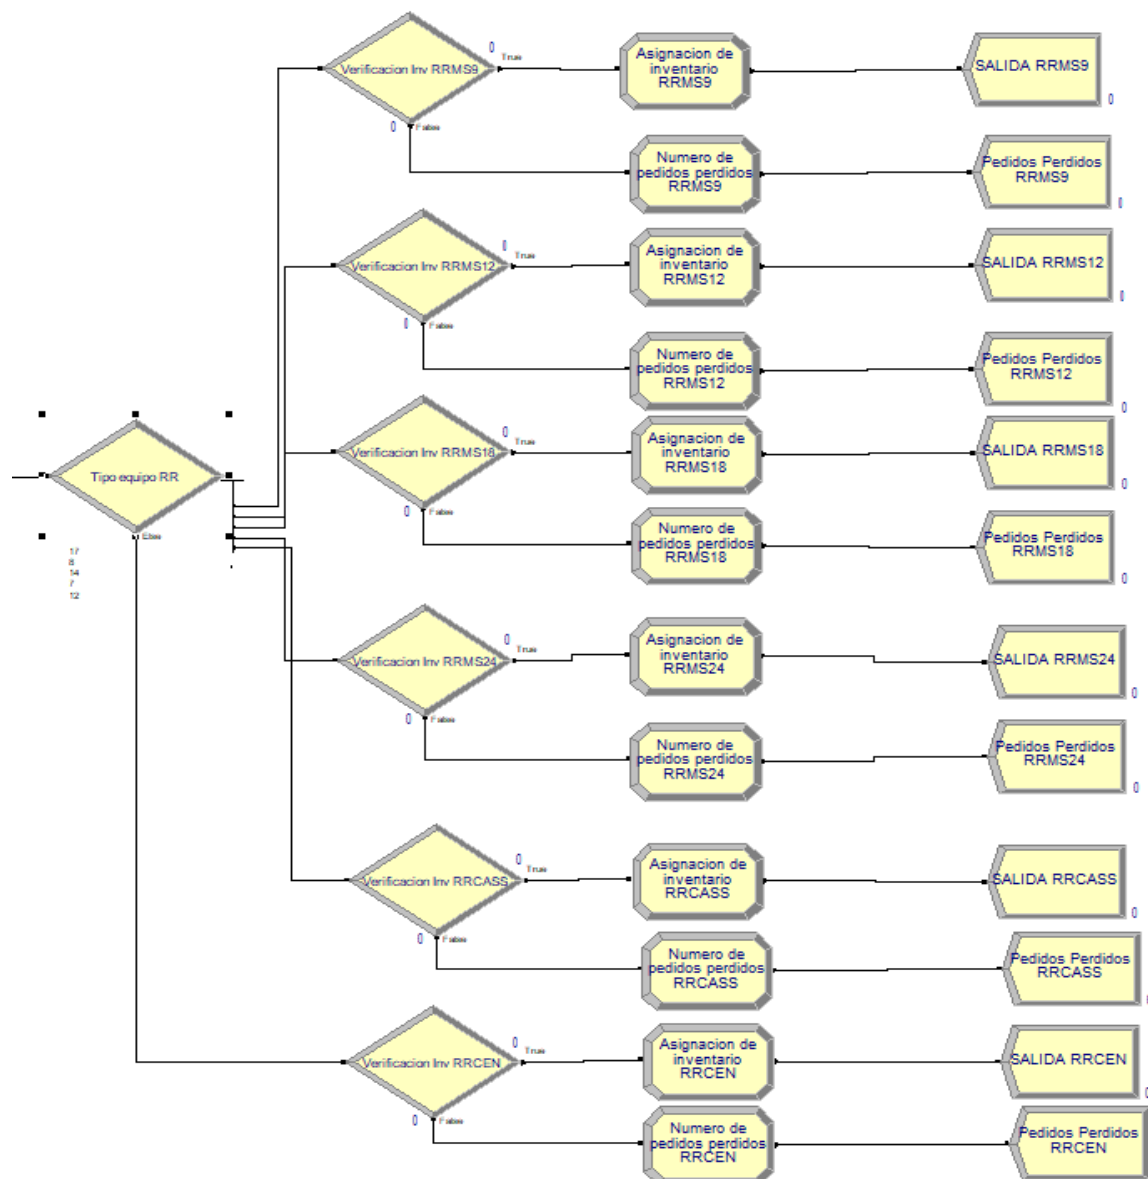 0
True
Verificacion Inv RRMS9
0
False
Asignacion de
inventario
RRMS9
SALIDA RRMS9
0
Numero de
pedidos perdidos
RRMS9
Pedidos Perdidos
RRMS9
0
0
True
Verificacion Inv RRMS12
0
False
Asignacion de
inventario
RRMS12
SALIDA RRMS12
0
Numero de
pedidos perdidos
RRMS12
Pedidos Perdidos
RRMS12
0
Tipo equipo RR
Else
17
8
14
7
12
0
True
Verificacion Inv RRMS18
0
False
Asignacion de
inventario
RRMS18
SALIDA RRMS18
0
Numero de
pedidos perdidos
RRMS18
Pedidos Perdidos
RRMS18
0
0
True
Verificacion Inv RRMS24
0
False
Asignacion de
inventario
RRMS24
SALIDA RRMS24
0
Numero de
pedidos perdidos
RRMS24
Pedidos Perdidos
RRMS24
0
0
True
Verificacion Inv RRCASS
0
False
Asignacion de
inventario
RRCASS
SALIDA RRCASS
0
Numero de
pedidos perdidos
RRCASS
Pedidos Perdidos
RRCASS
0
True
Verificacion Inv RRCEN
0
False
Asignacion de
inventario
RRCEN
SALIDA RRCEN
0
Numero de
pedidos perdidos
RRCEN
Pedidos Perdidos
RRCEN